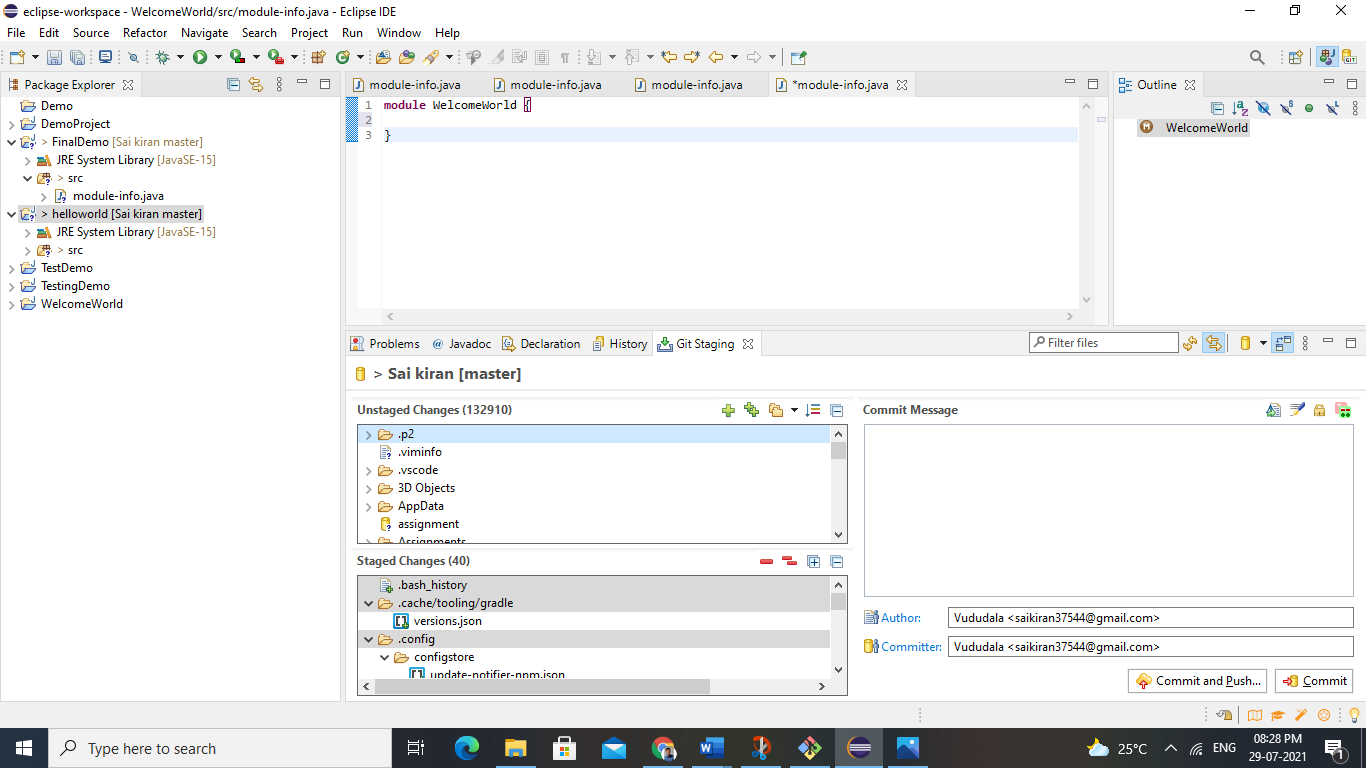 eclipse-workspace - WelcomeWorld/src/module-info.java - Eclipse IDE
File Edit Source Refactor Navigate Search Project Run Window Help
Package Explorer
Demo
DemoProject
> FinalDemo [Sai kiran master]
JRE System Library [JavaSE-15]
> src
module-info.java
> helloworld [Sai kiran master]
JRE System Library [JavaSE-15]
> src
TestDemo
TestingDemo
WelcomeWorld
module-info.java module-info.java module-info.java *module-info.java
1 module WelcomeWorld {
2
3 }
Outline
WelcomeWorld
Problems @ Javadoc Declaration History Git Staging
Filter files
> Sai kiran [master]
Unstaged Changes (132910)
.p2
.viminfo
.vscode
3D Objects
AppData
assignment
Assignments
Staged Changes (40)
.bash_history
.cache/tooling/gradle
versions.json
.config
configstore
update-notifier-npm.json
Commit Message
Author: Vududala <saikiran37544@gmail.com>
Committer: Vududala <saikiran37544@gmail.com>
Commit and Push... Commit
Type here to search
25°C ENG 08:28 PM
29-07-2021
1